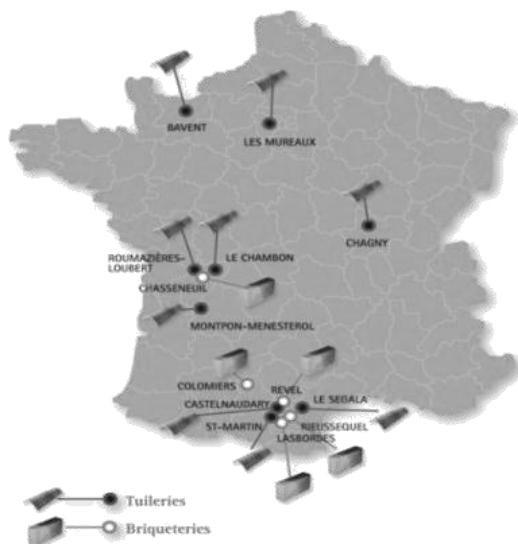 BAVENT
LES MUREAUX
CHAGNY
ROUMAZIÈRES-
LOUBERT
LE CHAMBON
CHASSENEUIL
MONTPON-MENESTEROL
COLOMIERS
REVEL
CASTELNAUDARY
LE SEGALA
ST-MARTIN
RIEUSSEQUEL
LASBORDES
Tuileries
Briqueteries